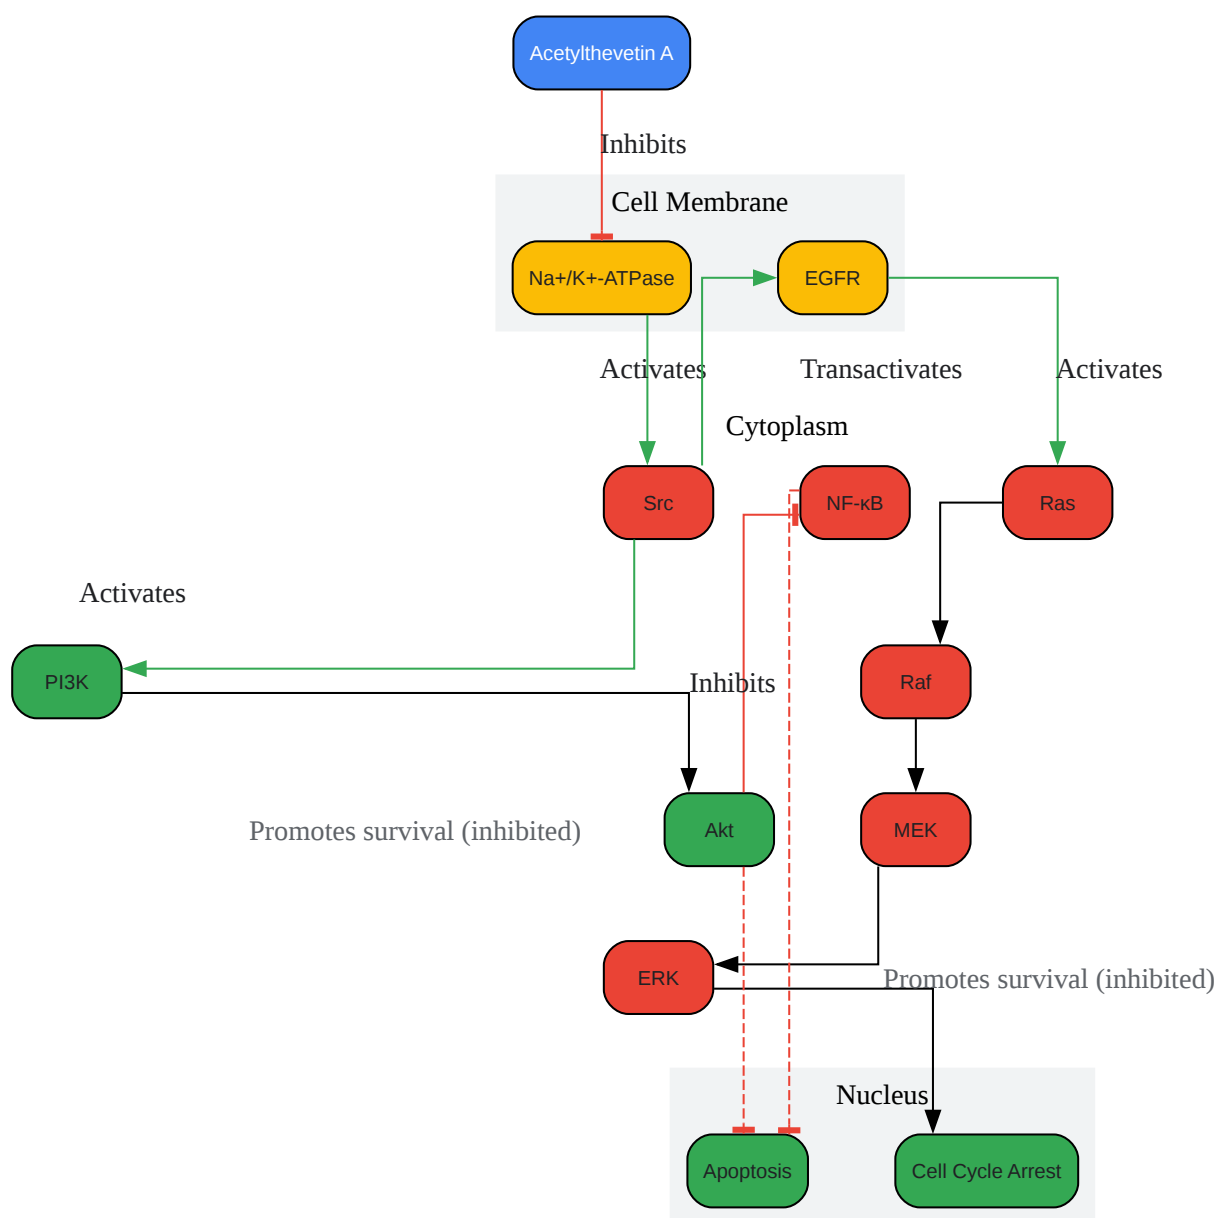 Acetylthevetin A
Inhibits
Cell Membrane
Na+/K+-ATPase
EGFR
Activates
Transactivates
Activates
Cytoplasm
Src
NF-κB
Ras
Activates
PI3K
Inhibits
Raf
Promotes survival (inhibited)
Akt
MEK
ERK
Promotes survival (inhibited)
Nucleus
Apoptosis
Cell Cycle Arrest